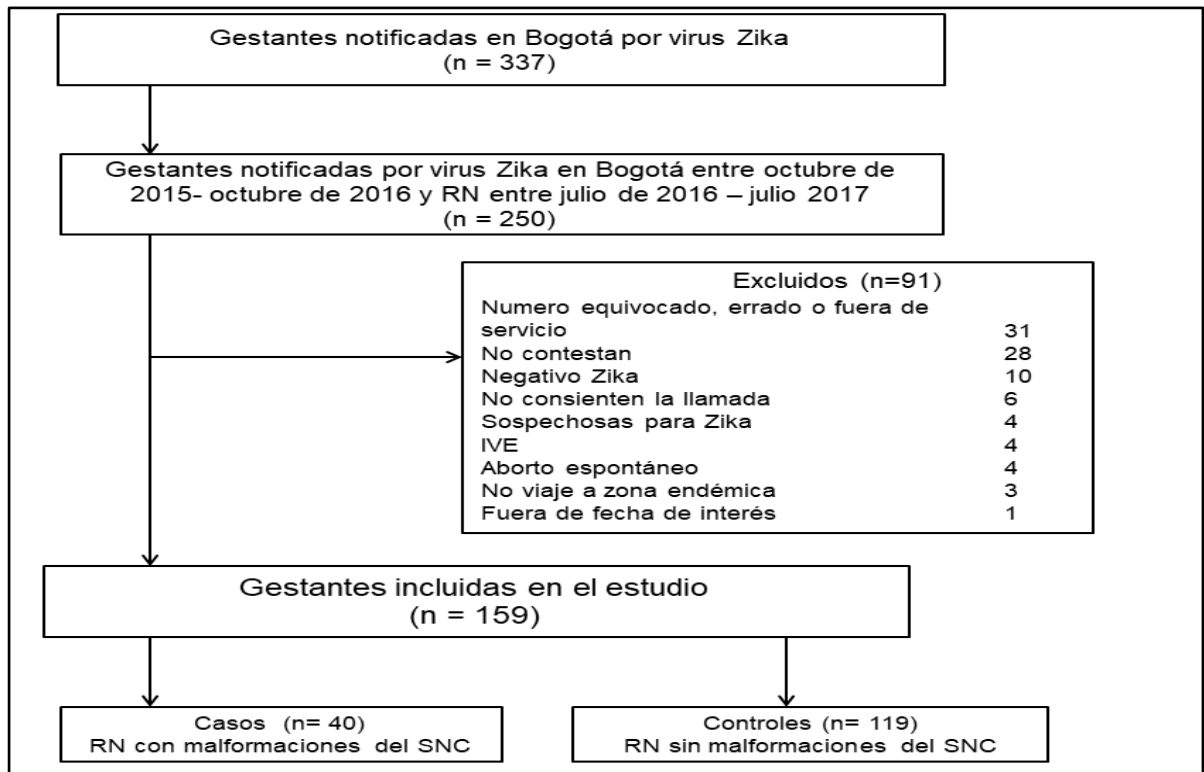 Gestantes notificadas en Bogotá por virus Zika
(n = 337)
Gestantes notificadas por virus Zika en Bogotá entre octubre de
2015- octubre de 2016 y RN entre julio de 2016 – julio 2017
(n = 250)
Excluidos (n=91)
Numero equivocado, errado o fuera de
servicio 31
No contestan 28
Negativo Zika 10
No consienten la llamada 6
Sospechosas para Zika 4
IVE 4
Aborto espontáneo 4
No viaje a zona endémica 3
Fuera de fecha de interés 1
Gestantes incluidas en el estudio
(n = 159)
Casos (n= 40)
RN con malformaciones del SNC
Controles (n= 119)
RN sin malformaciones del SNC